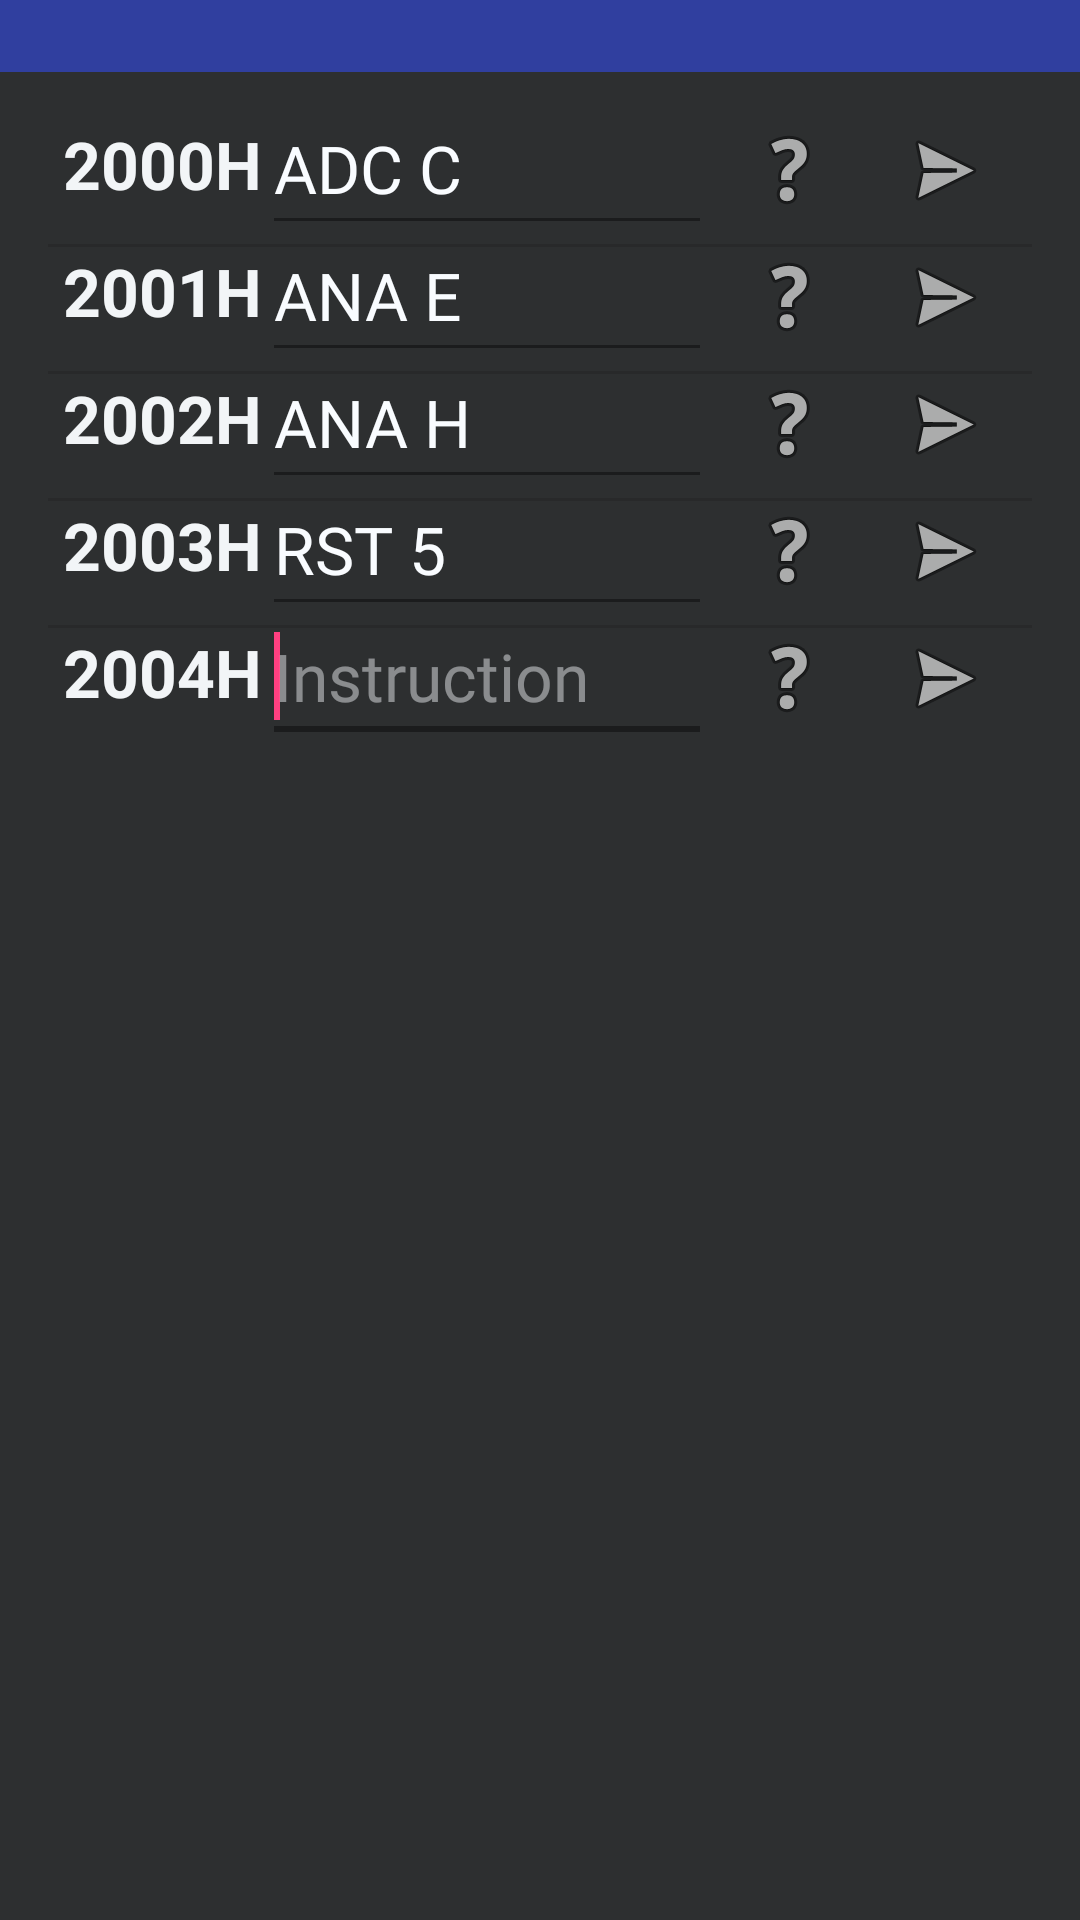 2000H ADC C ?
2001H ANA E ?
2002H ANA H ?
2003H RST 5 ?
2004H Instruction ?